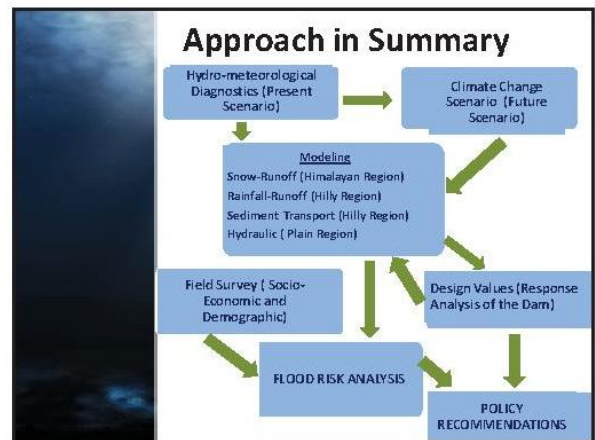 Approach in Summary
Hydro-meteorological
Diagnostics (Present
Scenario)
Climate Change
Scenario (Future
Scenario)
Modeling
Snow-Runoff (Himalayan Region)
Rainfall-Runoff (Hilly Region)
Sediment Transport (Hilly Region)
Hydraulic ( Plain Region)
Field Survey ( Socio-
Economic and
Demographic)
Design Values (Response
Analysis of the Dam)
FLOOD RISK ANALYSIS
POLICY
RECOMMENDATIONS